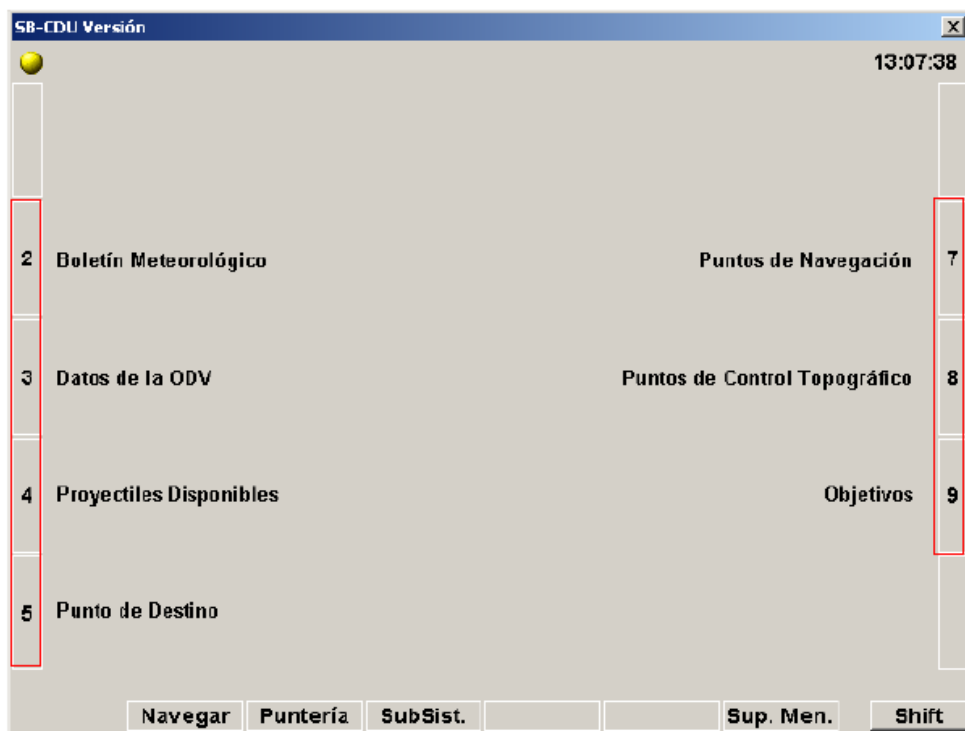 SB-CDU Versión
13:07:38
2 Boletín Meteorológico Puntos de Navegación 7
3 Datos de la ODV Puntos de Control Topográfico 8
4 Proyectiles Disponibles Objetivos 9
5 Punto de Destino
Navegar Puntería SubSist. Sup. Men. Shift